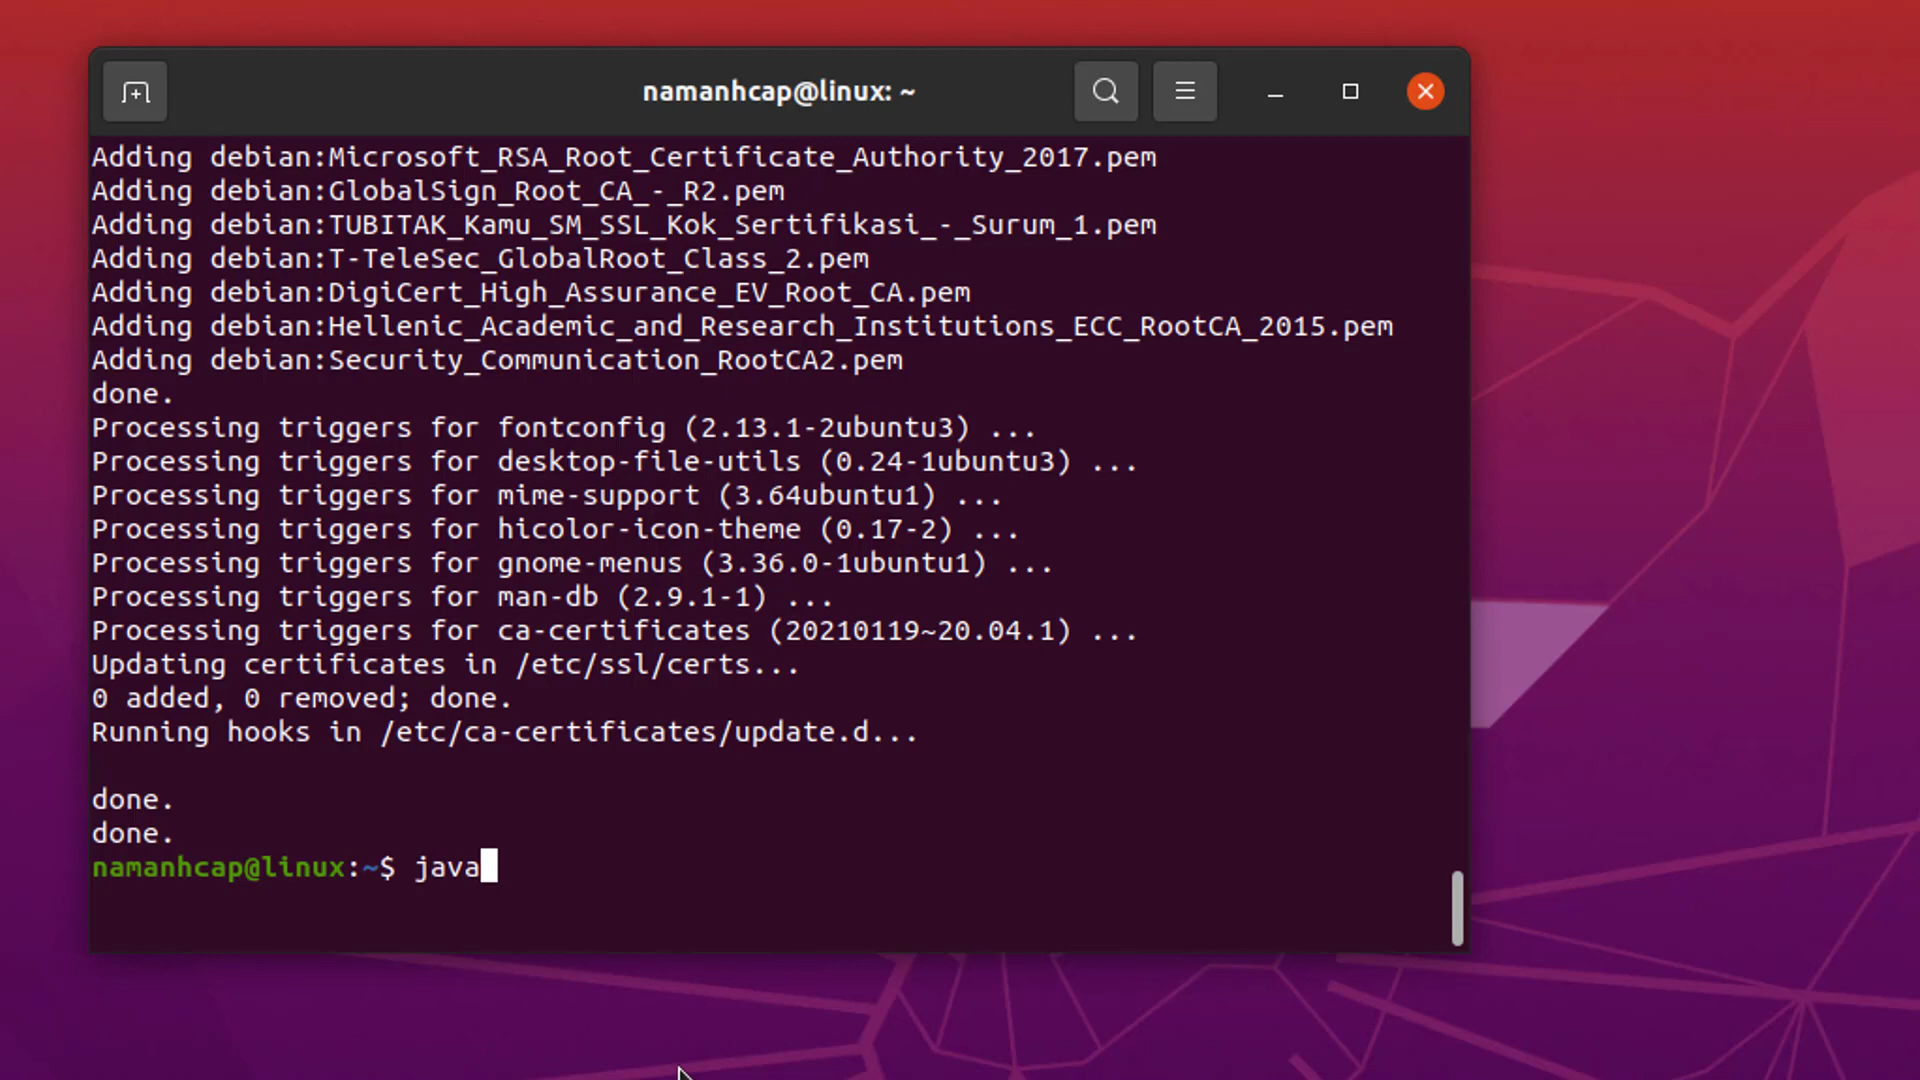 namanhcap@linux: ~
Adding debian:Microsoft_RSA_Root_Certificate_Authority_2017.pem
Adding debian:GlobalSign_Root_CA_-_R2.pem
Adding debian:TUBITAK_Kamu_SM_SSL_Kok_Sertifikasi_-_Surum_1.pem
Adding debian:T-TeleSec_GlobalRoot_Class_2.pem
Adding debian:DigiCert_High_Assurance_EV_Root_CA.pem
Adding debian:Hellenic_Academic_and_Research_Institutions_ECC_RootCA_2015.pem
Adding debian:Security_Communication_RootCA2.pem
done.
Processing triggers for fontconfig (2.13.1-2ubuntu3) ...
Processing triggers for desktop-file-utils (0.24-1ubuntu3) ...
Processing triggers for mime-support (3.64ubuntu1) ...
Processing triggers for hicolor-icon-theme (0.17-2) ...
Processing triggers for gnome-menus (3.36.0-1ubuntu1) ...
Processing triggers for man-db (2.9.1-1) ...
Processing triggers for ca-certificates (20210119~20.04.1) ...
Updating certificates in /etc/ssl/certs...
0 added, 0 removed; done.
Running hooks in /etc/ca-certificates/update.d...
done.
done.
namanhcap@linux:~$ java